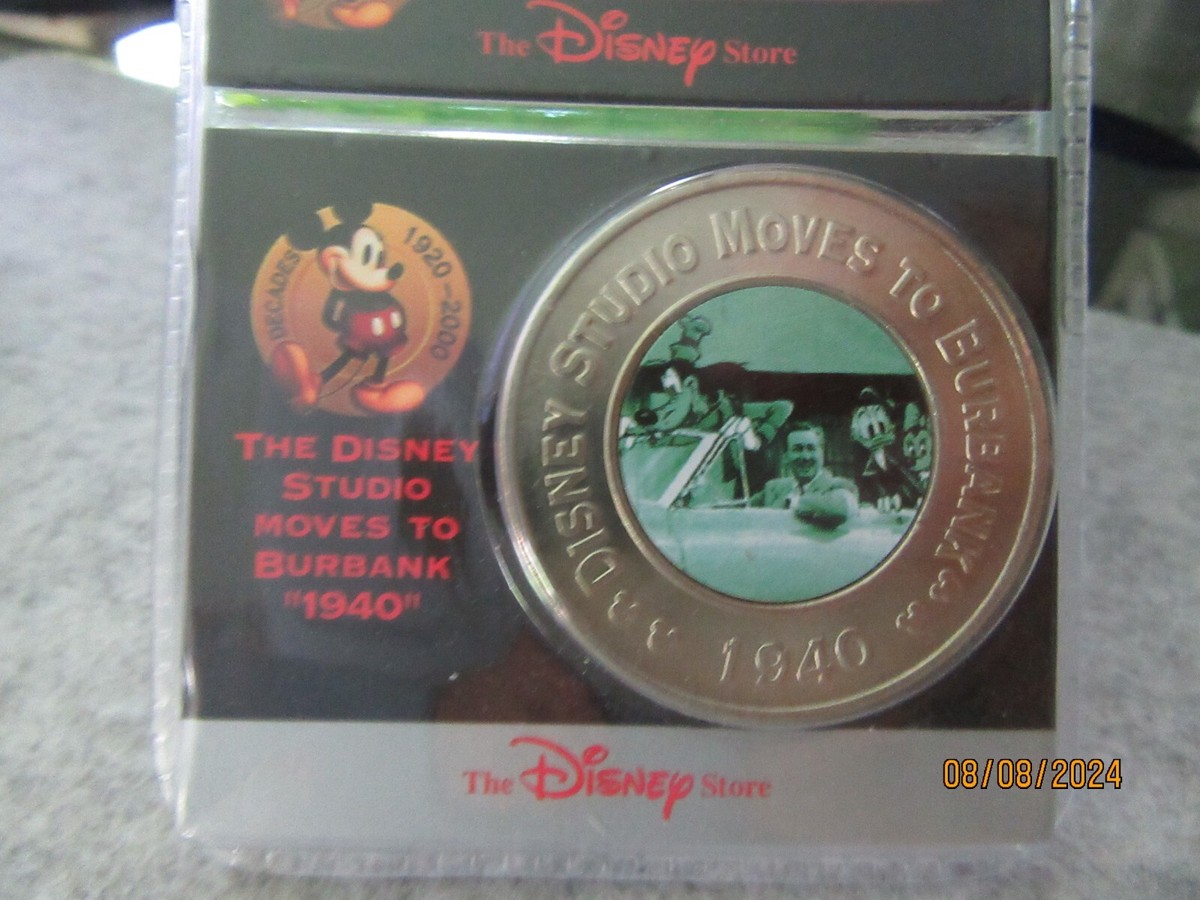 The Disney Store
DECADES 1920-2000
THE DISNEY
STUDIO
MOVES TO
BURBANK
"1940"
DISNEY STUDIO MOVES TO BURBANK
1940
The Disney Store
08/08/2024